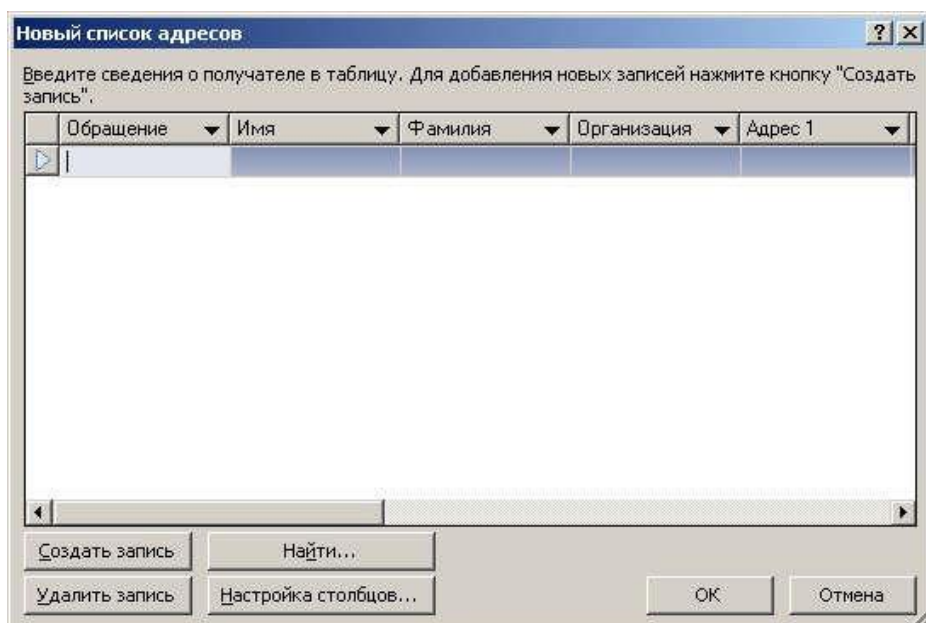 Новый список адресов
Введите сведения о получателе в таблицу. Для добавления новых записей нажмите кнопку "Создать
запись".
Обращение Имя Фамилия Организация Адрес 1
Создать запись Найти...
Удалить запись Настройка столбцов... ОК Отмена